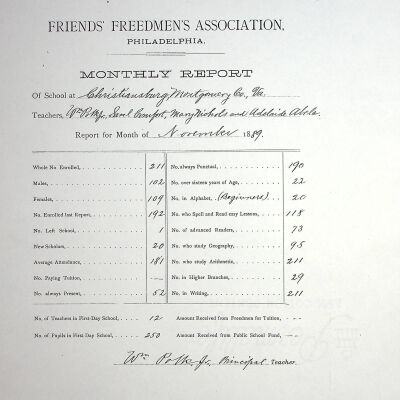 FRIENDS' FREEDMEN'S ASSOCIATION,
PHILADELPHIA.
MONTHLY REPORT
Of School at Christiansburg, Montgomery Co., Va.
Teachers, Wm Polk Jr, Saml Comfort, Mary Nichols and Adelaide Able.
Report for Month of November 1889.
Whole No. Enrolled, 211
Males, 102
Females, 109
No. Enrolled last Report, 192
No. Left School, 1
New Scholars, 20
Average Attendance, 181
No. Paying Tuition, —
No. always Present, 52
No. always Punctual, 190
No. over sixteen years of Age, 22
No. in Alphabet, (Beginners) 20
No. who Spell and Read easy Lessons, 118
No. of advanced Readers, 73
No. who study Geography, 95
No. who study Arithmetic, 211
No. in Higher Branches, 29
No. in Writing, 211
No. of Teachers in First-Day School, 12
No. of Pupils in First Day School, 250
Amount Received from Freedmen for Tuition, ---
Amount Received from Public School Fund, ---
Wm Polk Jr. Principal Teacher